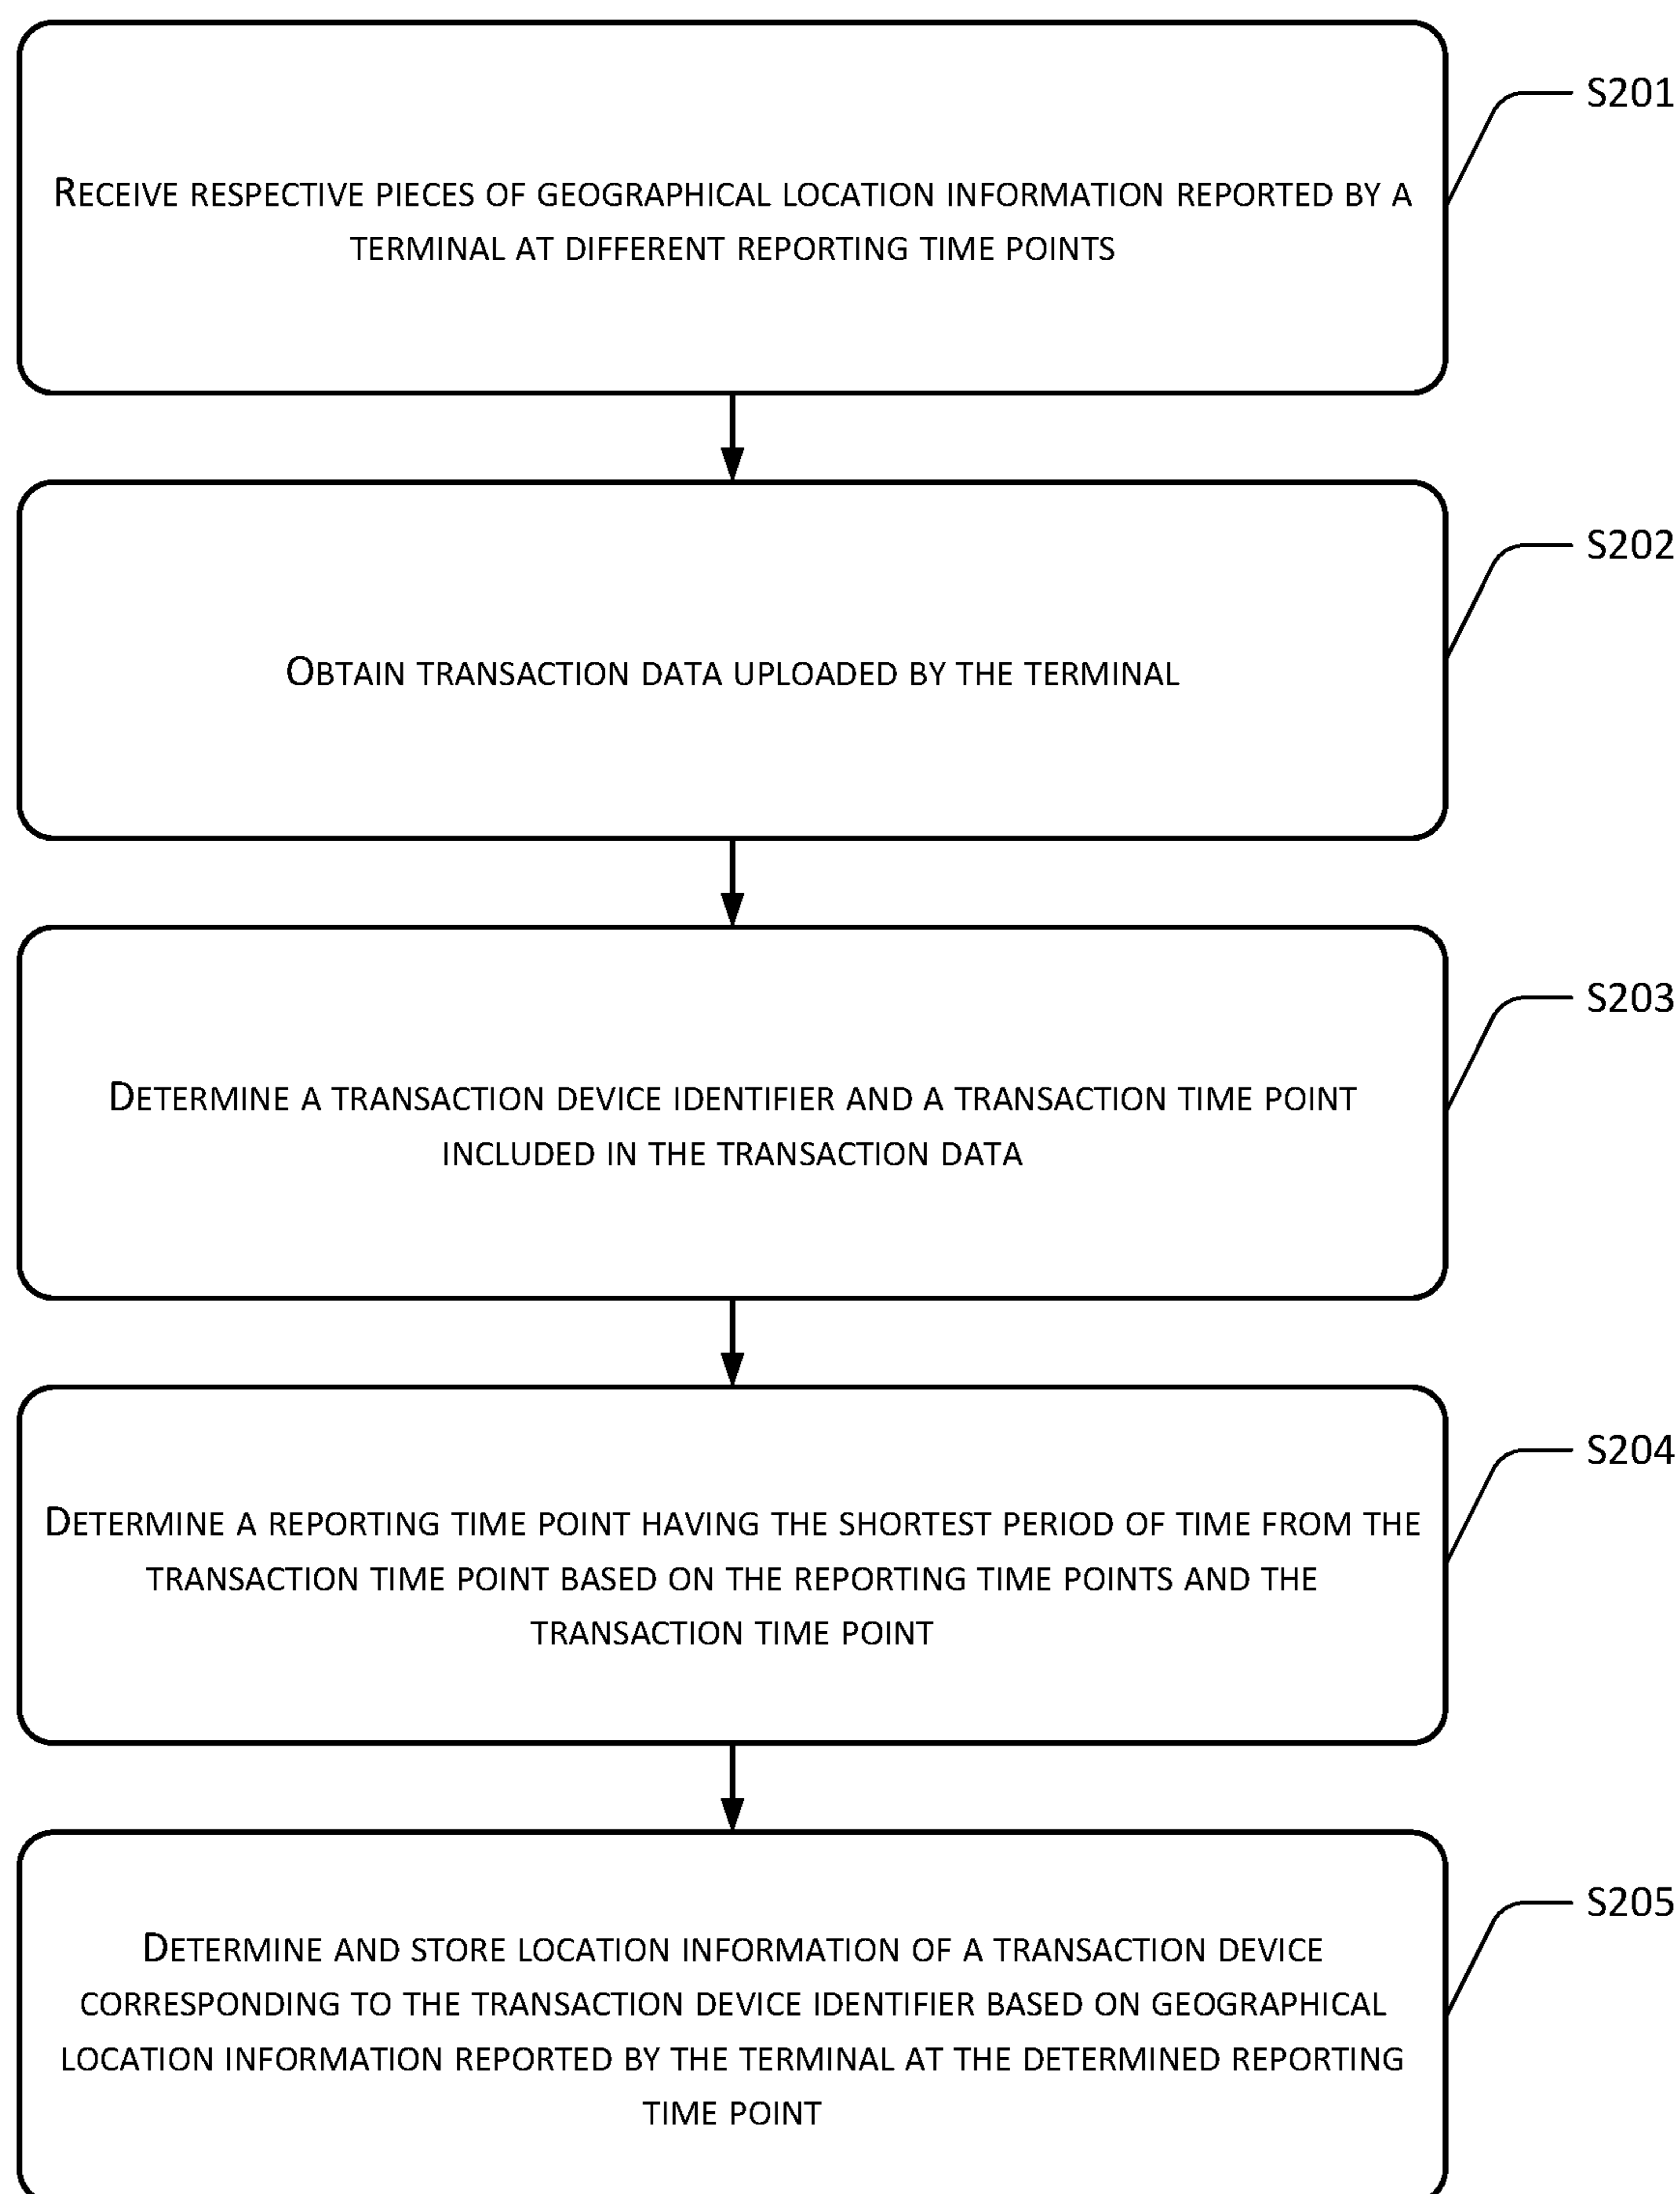 S201
RECEIVE RESPECTIVE PIECES OF GEOGRAPHICAL LOCATION INFORMATION REPORTED BY A
TERMINAL AT DIFFERENT REPORTING TIME POINTS
S202
OBTAIN TRANSACTION DATA UPLOADED BY THE TERMINAL
S203
DETERMINE A TRANSACTION DEVICE IDENTIFIER AND A TRANSACTION TIME POINT
INCLUDED IN THE TRANSACTION DATA
S204
DETERMINE A REPORTING TIME POINT HAVING THE SHORTEST PERIOD OF TIME FROM THE
TRANSACTION TIME POINT BASED ON THE REPORTING TIME POINTS AND THE
TRANSACTION TIME POINT
S205
DETERMINE AND STORE LOCATION INFORMATION OF A TRANSACTION DEVICE
CORRESPONDING TO THE TRANSACTION DEVICE IDENTIFIER BASED ON GEOGRAPHICAL
LOCATION INFORMATION REPORTED BY THE TERMINAL AT THE DETERMINED REPORTING
TIME POINT